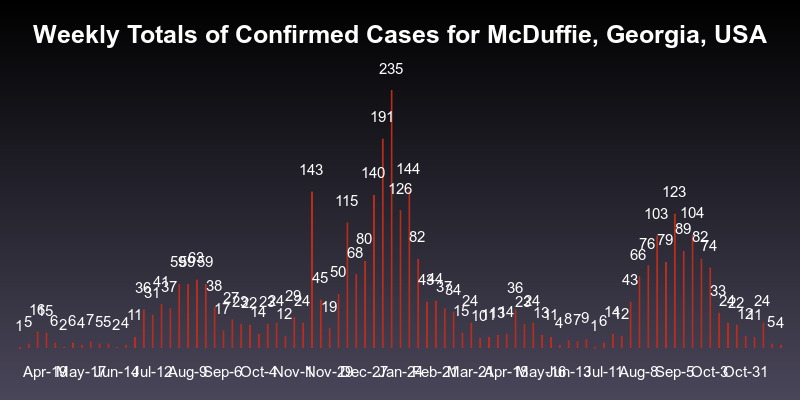 Weekly Totals of Confirmed Cases for McDuffie, Georgia, USA
1 5 16 15 6 2 6 4 7 5 5 2 4 11 36 31 41 37 59 59 63 59 38 17 27 23 22 14 23 24 12 29 24 143 45 19 50 115 68 80 140 191 235 126 144 82 43 44 37 34 15 24 10 11 13 14 36 23 24 13 11 4 8 7 9 1 6 14 12 43 66 76 103 79 123 89 104 82 74 33 24 22 12 11 24 5 4
Apr-19 May-17 Jun-14 Jul-12 Aug-9 Sep-6 Oct-4 Nov-1 Nov-29 Dec-27 Jan-24 Feb-21 Mar-21 Apr-18 May-16 Jun-13 Jul-11 Aug-8 Sep-5 Oct-3 Oct-31